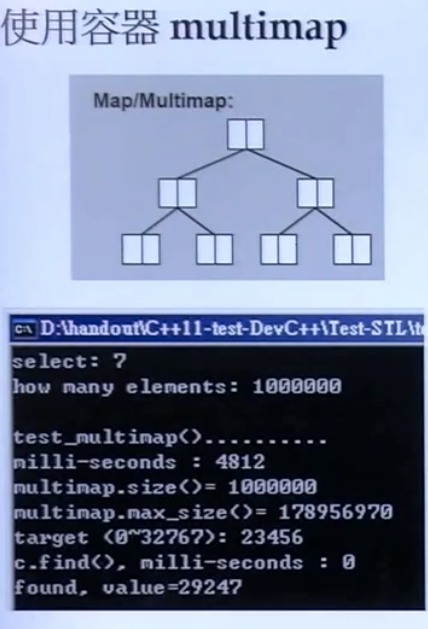 使用容器 multimap
Map/Multimap:
D:\handout\C++11-test-DevC++\Test-STL\te
select: 7
how many elements: 1000000
test_multimap()..........
milli-seconds : 4812
multimap.size()= 1000000
multimap.max_size()= 178956970
target (0~32767): 23456
c.find(), milli-seconds : 0
found, value=29247